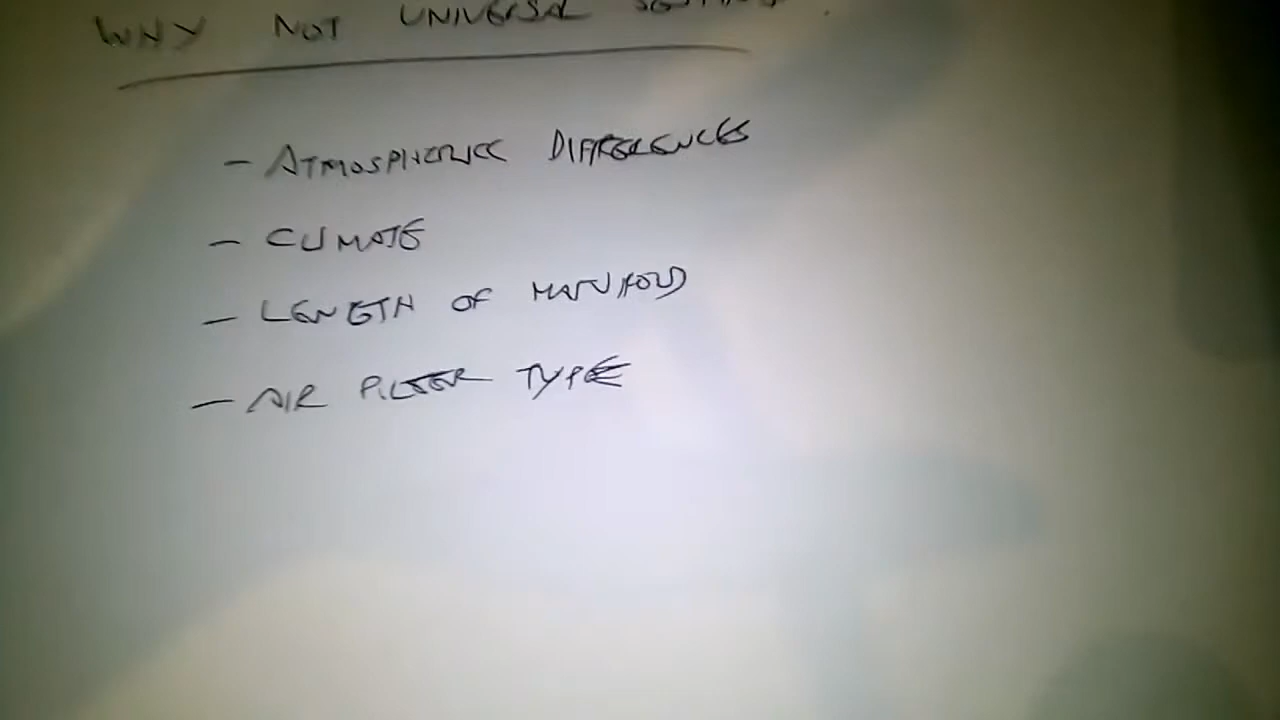 WHY NOT UNIVERSAL
- ATMOSPHERIC DIFFERENCES
- CLIMATE
- LENGTH OF MANIFOLD
- AIR FILTER TYPE